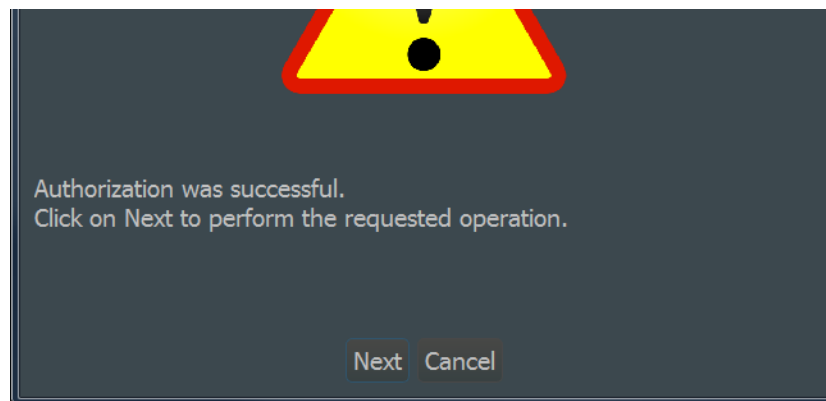 Authorization was successful.
Click on Next to perform the requested operation.
Next Cancel